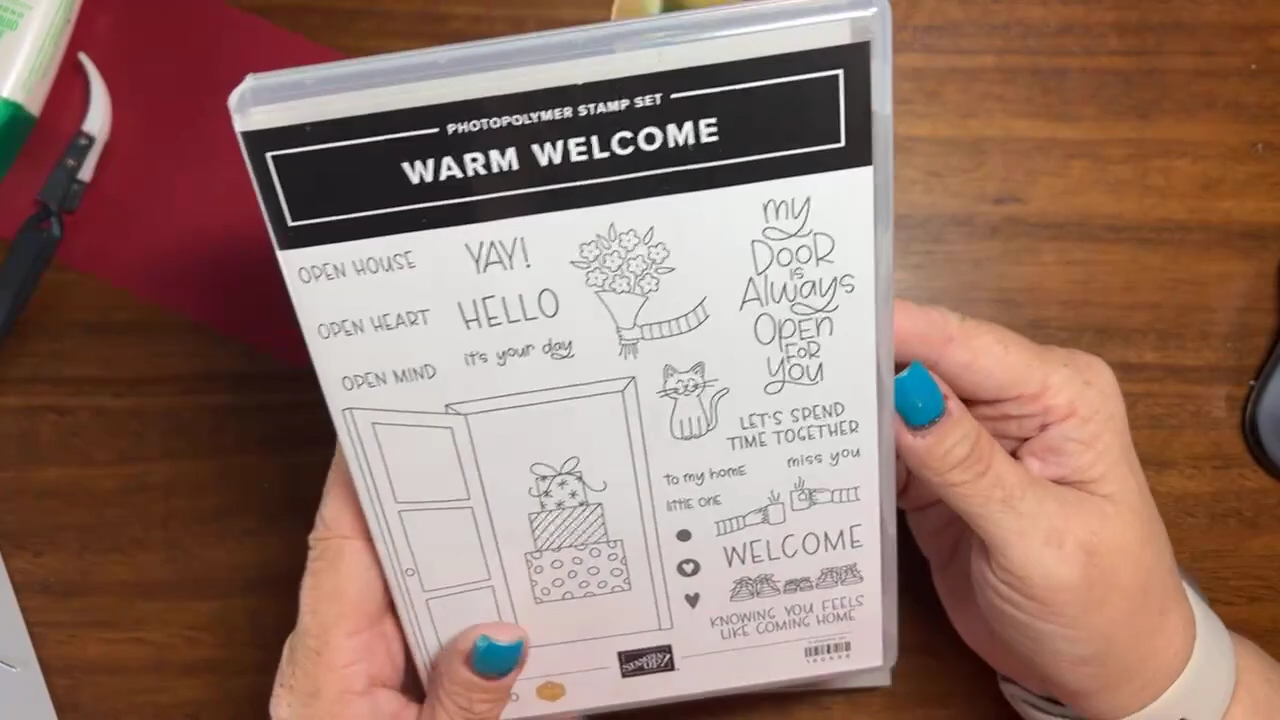 PHOTOPOLYMER STAMP SET
WARM WELCOME
OPEN HOUSE
OPEN HEART
OPEN MIND
YAY!
HELLO
it's your day
my
DOOR
is
Always
OPEN
FOR
you
LET'S SPEND
TIME TOGETHER
to my home
miss you
little one
WELCOME
KNOWING YOU FEELS
LIKE COMING HOME
STAMPIN' UP!